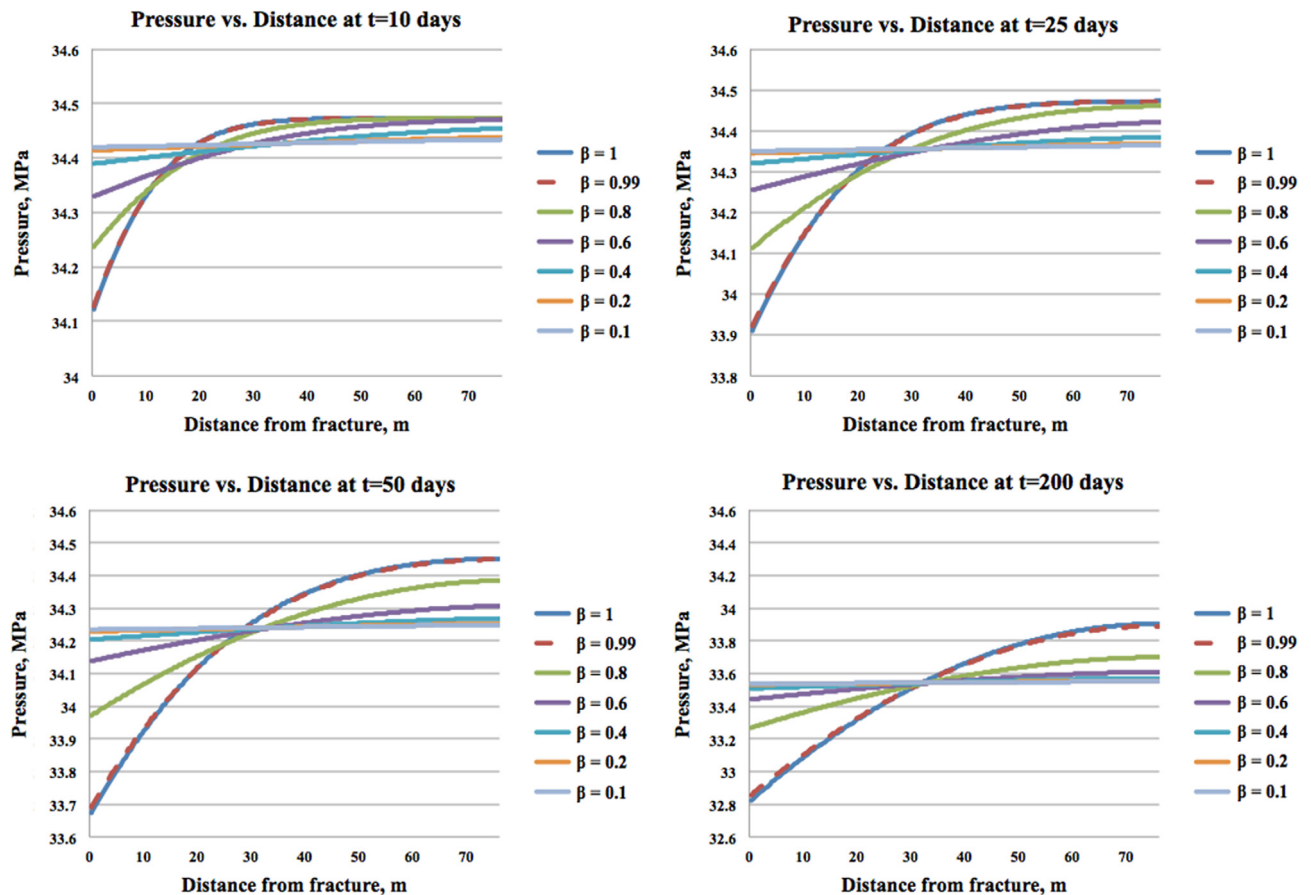 Pressure vs. Distance at t=10 days
34.6
34.5
34.4
34.3
34.2
34.1
34
Pressure, MPa
0 10 20 30 40 50 60 70
Distance from fracture, m
β = 1
β = 0.99
β = 0.8
β = 0.6
β = 0.4
β = 0.2
β = 0.1
Pressure vs. Distance at t=25 days
34.6
34.5
34.4
34.3
34.2
34.1
34
33.9
33.8
Pressure, MPa
0 10 20 30 40 50 60 70
Distance from fracture, m
β = 1
β = 0.99
β = 0.8
β = 0.6
β = 0.4
β = 0.2
β = 0.1
Pressure vs. Distance at t=50 days
34.6
34.5
34.4
34.3
34.2
34.1
34
33.9
33.8
33.7
33.6
Pressure, MPa
0 10 20 30 40 50 60 70
Distance from fracture, m
β = 1
β = 0.99
β = 0.8
β = 0.6
β = 0.4
β = 0.2
β = 0.1
Pressure vs. Distance at t=200 days
34.6
34.4
34.2
34
33.8
33.6
33.4
33.2
33
32.8
32.6
Pressure, MPa
0 10 20 30 40 50 60 70
Distance from fracture, m
β = 1
β = 0.99
β = 0.8
β = 0.6
β = 0.4
β = 0.2
β = 0.1